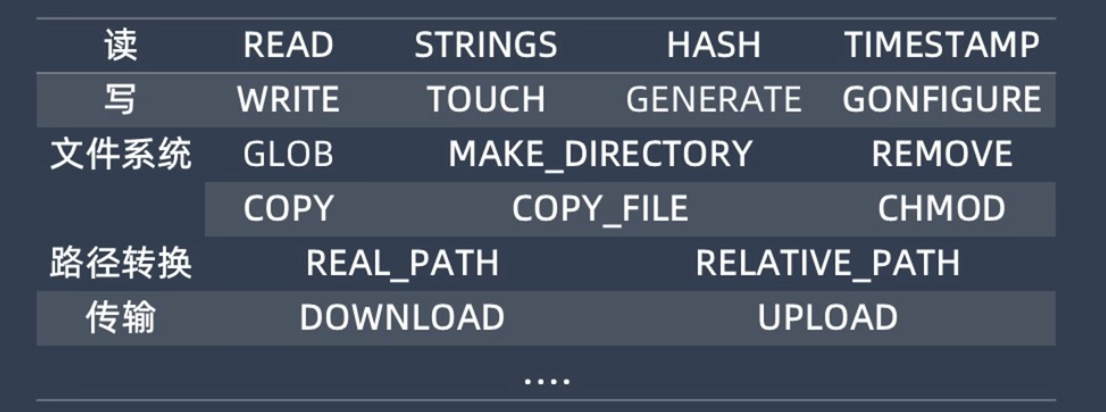 读 READ STRINGS HASH TIMESTAMP
写 WRITE TOUCH GENERATE GONFIGURE
文件系统 GLOB MAKE_DIRECTORY REMOVE
COPY COPY_FILE CHMOD
路径转换 REAL_PATH RELATIVE_PATH
传输 DOWNLOAD UPLOAD
....